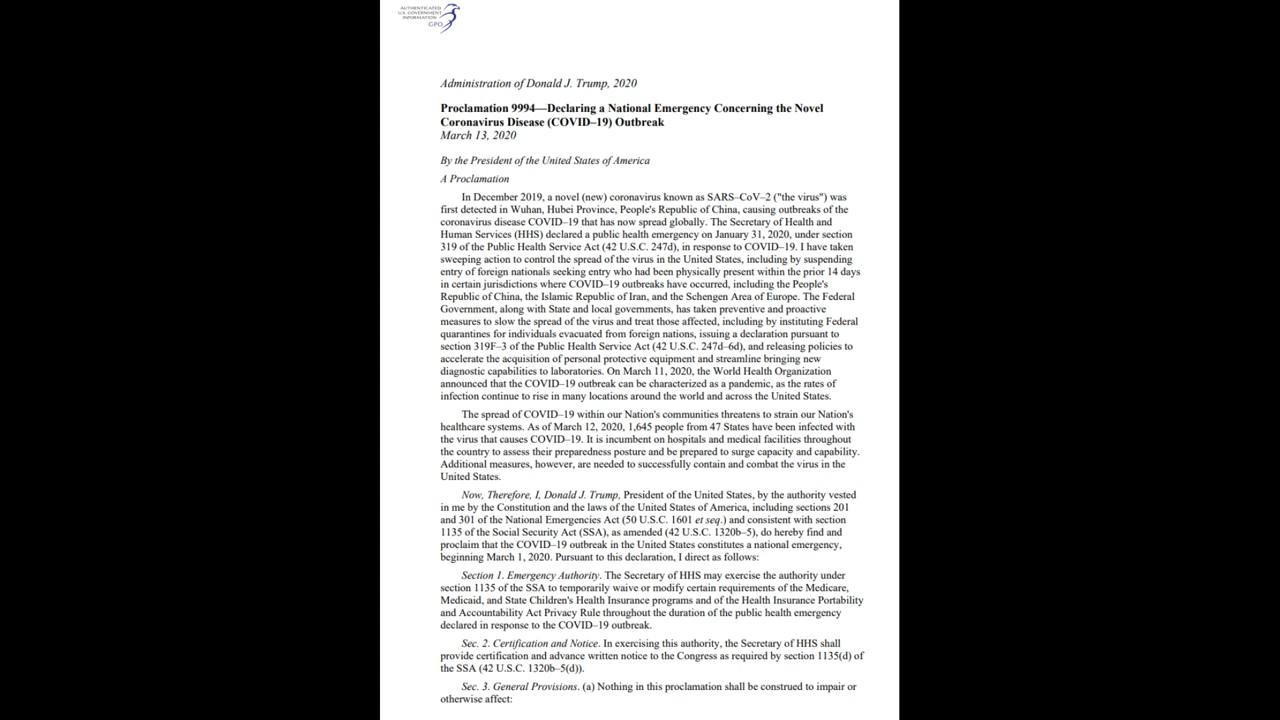 AUTHENTICATED
U.S. GOVERNMENT
INFORMATION
GPO
Administration of Donald J. Trump, 2020
Proclamation 9994—Declaring a National Emergency Concerning the Novel
Coronavirus Disease (COVID–19) Outbreak
March 13, 2020
By the President of the United States of America
A Proclamation
In December 2019, a novel (new) coronavirus known as SARS–CoV–2 ("the virus") was
first detected in Wuhan, Hubei Province, People's Republic of China, causing outbreaks of the
coronavirus disease COVID–19 that has now spread globally. The Secretary of Health and
Human Services (HHS) declared a public health emergency on January 31, 2020, under section
319 of the Public Health Service Act (42 U.S.C. 247d), in response to COVID–19. I have taken
sweeping action to control the spread of the virus in the United States, including by suspending
entry of foreign nationals seeking entry who had been physically present within the prior 14 days
in certain jurisdictions where COVID–19 outbreaks have occurred, including the People's
Republic of China, the Islamic Republic of Iran, and the Schengen Area of Europe. The Federal
Government, along with State and local governments, has taken preventive and proactive
measures to slow the spread of the virus and treat those affected, including by instituting Federal
quarantines for individuals evacuated from foreign nations, issuing a declaration pursuant to
section 319F–3 of the Public Health Service Act (42 U.S.C. 247d–6d), and releasing policies to
accelerate the acquisition of personal protective equipment and streamline bringing new
diagnostic capabilities to laboratories. On March 11, 2020, the World Health Organization
announced that the COVID–19 outbreak can be characterized as a pandemic, as the rates of
infection continue to rise in many locations around the world and across the United States.
The spread of COVID–19 within our Nation's communities threatens to strain our Nation's
healthcare systems. As of March 12, 2020, 1,645 people from 47 States have been infected with
the virus that causes COVID–19. It is incumbent on hospitals and medical facilities throughout
the country to assess their preparedness posture and be prepared to surge capacity and capability.
Additional measures, however, are needed to successfully contain and combat the virus in the
United States.
Now, Therefore, I, Donald J. Trump, President of the United States, by the authority vested
in me by the Constitution and the laws of the United States of America, including sections 201
and 301 of the National Emergencies Act (50 U.S.C. 1601 et seq.) and consistent with section
1135 of the Social Security Act (SSA), as amended (42 U.S.C. 1320b–5), do hereby find and
proclaim that the COVID–19 outbreak in the United States constitutes a national emergency,
beginning March 1, 2020. Pursuant to this declaration, I direct as follows:
Section 1. Emergency Authority. The Secretary of HHS may exercise the authority under
section 1135 of the SSA to temporarily waive or modify certain requirements of the Medicare,
Medicaid, and State Children's Health Insurance programs and of the Health Insurance Portability
and Accountability Act Privacy Rule throughout the duration of the public health emergency
declared in response to the COVID–19 outbreak.
Sec. 2. Certification and Notice. In exercising this authority, the Secretary of HHS shall
provide certification and advance written notice to the Congress as required by section 1135(d) of
the SSA (42 U.S.C. 1320b–5(d)).
Sec. 3. General Provisions. (a) Nothing in this proclamation shall be construed to impair or
otherwise affect: